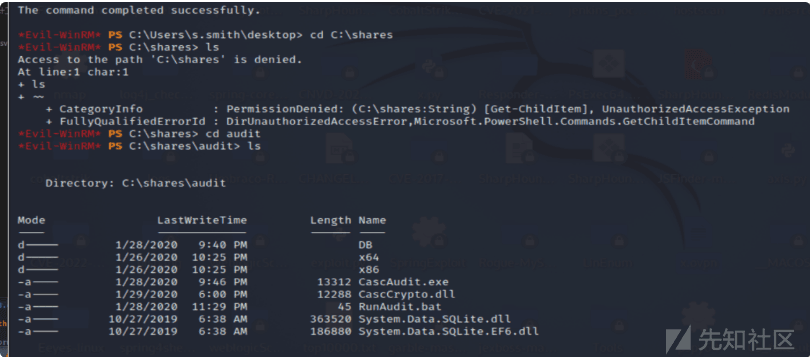 The command completed successfully.
*Evil-WinRM* PS C:\Users\s.smith\desktop> cd C:\shares
*Evil-WinRM* PS C:\shares> ls
Access to the path 'C:\shares' is denied.
At line:1 char:1
+ ls
+ ~~
+ CategoryInfo : PermissionDenied: (C:\shares:String) [Get-ChildItem], UnauthorizedAccessException
+ FullyQualifiedErrorId : DirUnauthorizedAccessError,Microsoft.PowerShell.Commands.GetChildItemCommand
*Evil-WinRM* PS C:\shares> cd audit
*Evil-WinRM* PS C:\shares\audit> ls
Directory: C:\shares\audit
Mode LastWriteTime Length Name
---- ------------- ------ ----
d----- 1/28/2020 9:40 PM DB
d----- 1/26/2020 10:25 PM x64
d----- 1/26/2020 10:25 PM x86
-a---- 1/28/2020 9:46 PM 13312 CascAudit.exe
-a---- 1/29/2020 6:00 PM 12288 CascCrypto.dll
-a---- 1/28/2020 11:29 PM 45 RunAudit.bat
-a---- 10/27/2019 6:38 AM 363520 System.Data.SQLite.dll
-a---- 10/27/2019 6:38 AM 186880 System.Data.SQLite.EF6.dll
先知社区